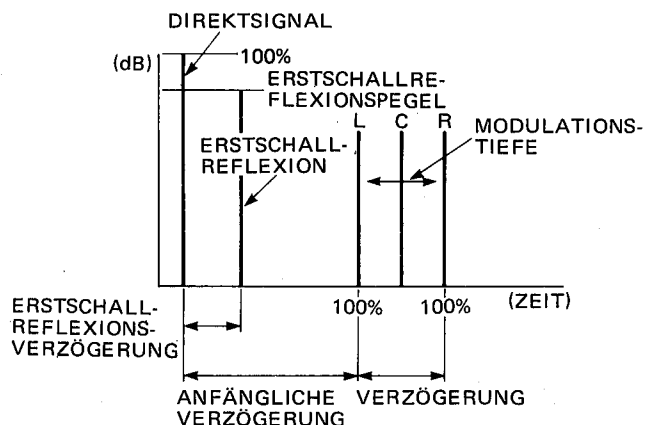 DIREKTSIGNAL
(dB)
100%
ERSTSCHALLRE-
FLEXIONSPEGEL
L C R
MODULATIONS-
TIEFE
ERSTSCHALL-
REFLEXION
100% 100%
(ZEIT)
ERSTSCHALL-
REFLEXIONS-
VERZÖGERUNG
ANFÄNGLICHE
VERZÖGERUNG
VERZÖGERUNG